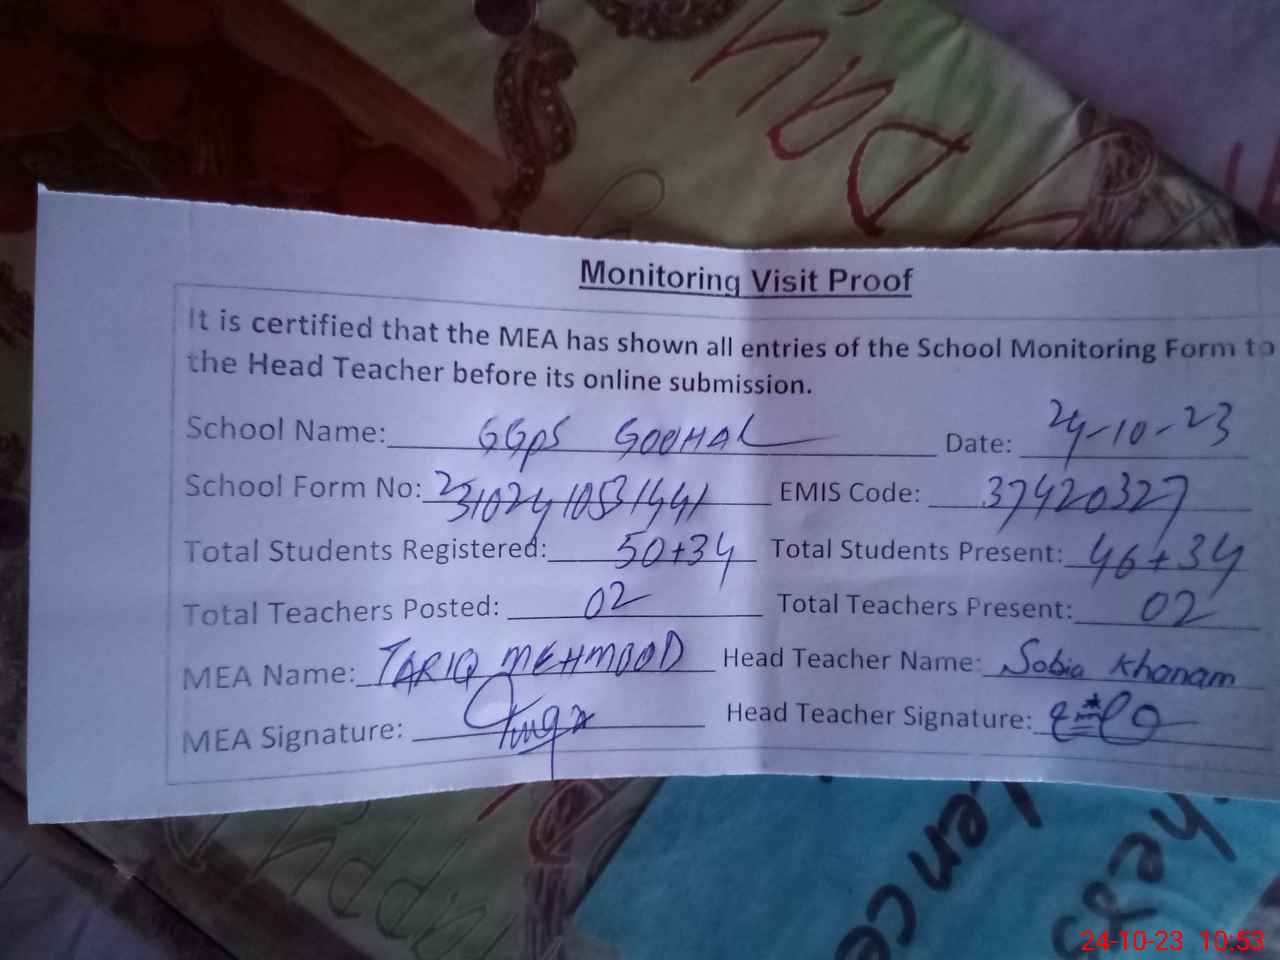 Day
Monitoring Visit Proof
It is certified that the MEA has shown all entries of the School Monitoring Form to
the Head Teacher before its online submission.
School Name: GGPS GOOHAL Date: 24-10-23
School Form No: 23102410531441 EMIS Code: 37420327
Total Students Registered: 50+34 Total Students Present: 46+34
Total Teachers Posted: 02 Total Teachers Present: 02
MEA Name: TARIQ MEHMOOD Head Teacher Name: Sobia Khanam
MEA Signature: Head Teacher Signature:
24-10-23 10:53